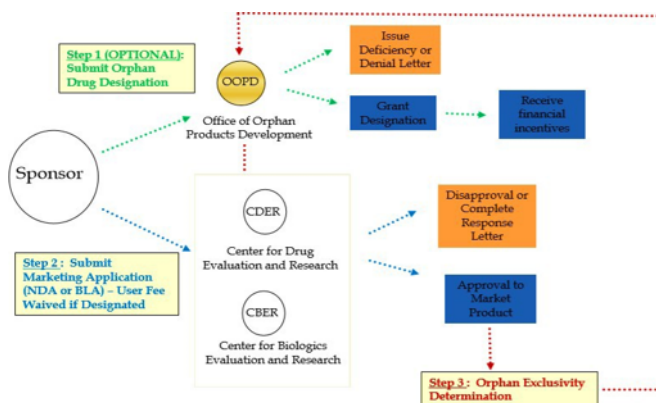 Step 1 (OPTIONAL):
Submit Orphan
Drug Designation
OOPD
Office of Orphan
Products Development
Issue
Deficiency or
Denial Letter
Grant
Designation
Receive
financial
incentives
Sponsor
CDER
Center for Drug
Evaluation and Research
CBER
Center for Biologics
Evaluation and Research
Disapproval or
Complete
Response
Letter
Approval to
Market
Product
Step 2 : Submit
Marketing Application
(NDA or BLA) – User Fee
Waived if Designated
Step 3 : Orphan Exclusivity
Determination